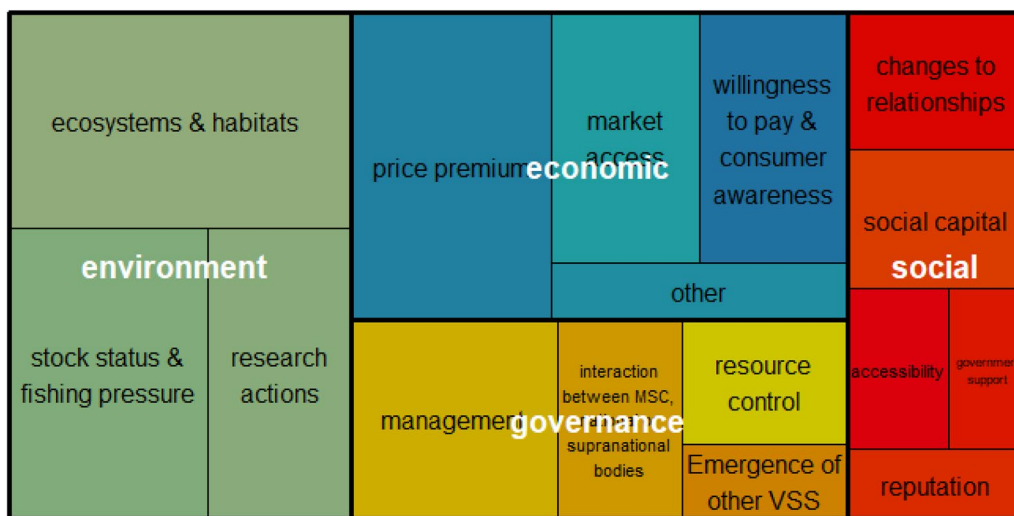 ecosystems & habitats
environment
stock status &
fishing pressure
research
actions
price premium
market
access
economic
willingness
to pay &
consumer
awareness
other
management
interaction
between MSC,
supranational
bodies
governance
resource
control
Emergence of
other VSS
changes to
relationships
social capital
social
accessibility
government
support
reputation